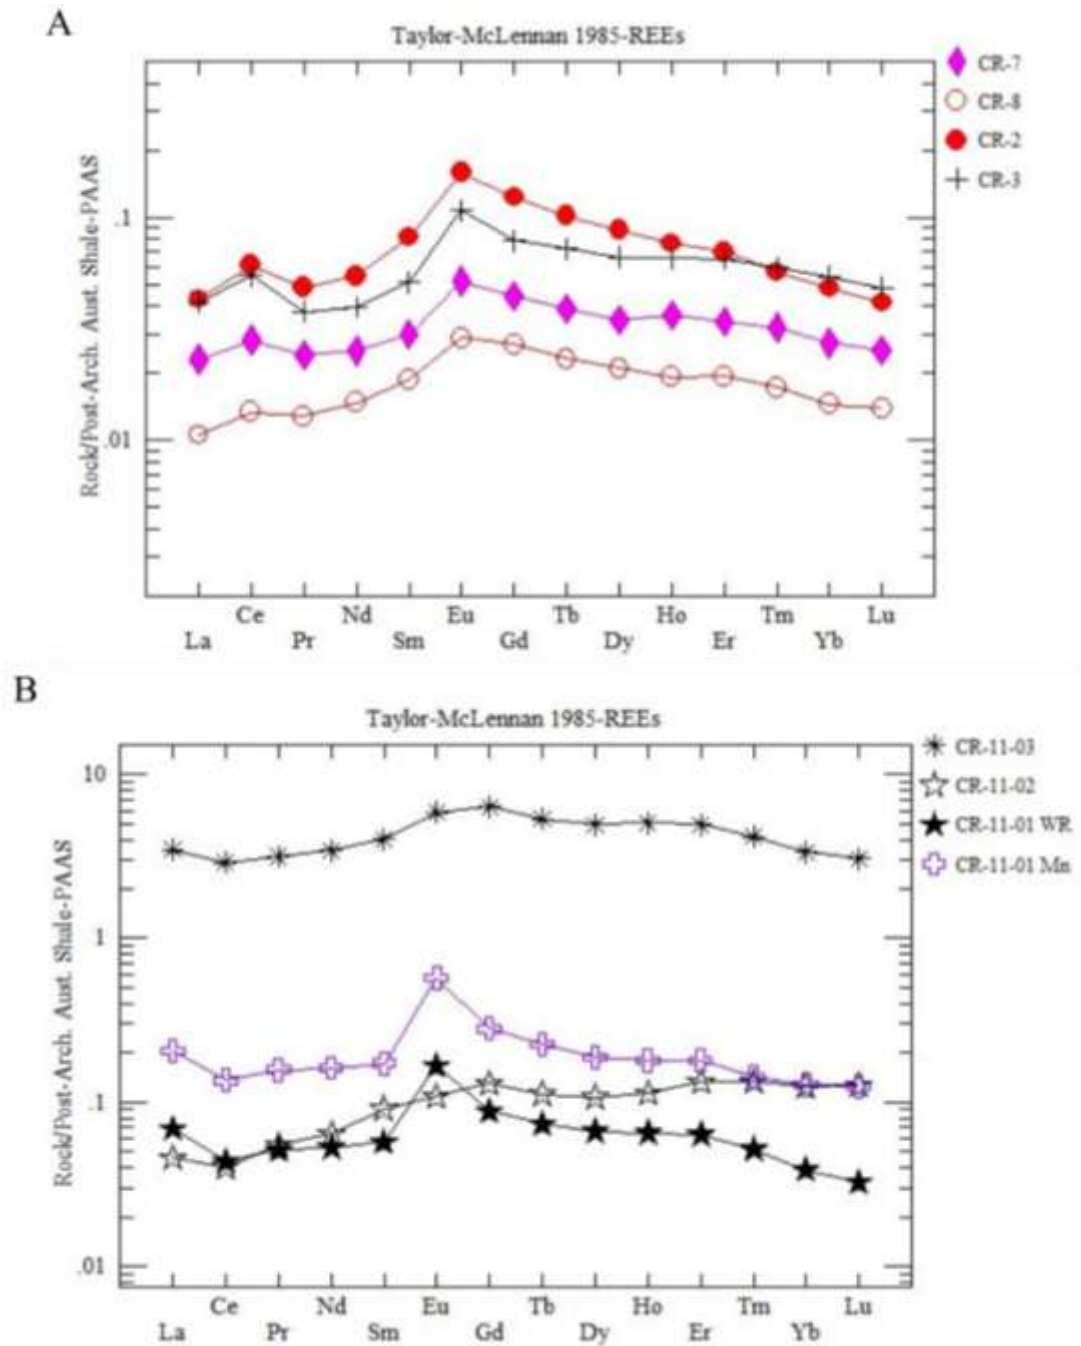 A
Taylor-McLennan 1985-REEs
CR-7
CR-8
CR-2
CR-3
Rock/Post-Arch. Aust. Shale-PAAS
.1
.01
Ce Nd Eu Tb Ho Tm Lu
La Pr Sm Gd Dy Er Yb
B
Taylor-McLennan 1985-REEs
CR-11-03
CR-11-02
CR-11-01 WR
CR-11-01 Mn
Rock/Post-Arch. Aust. Shale-PAAS
10
1
.1
.01
Ce Nd Eu Tb Ho Tm Lu
La Pr Sm Gd Dy Er Yb